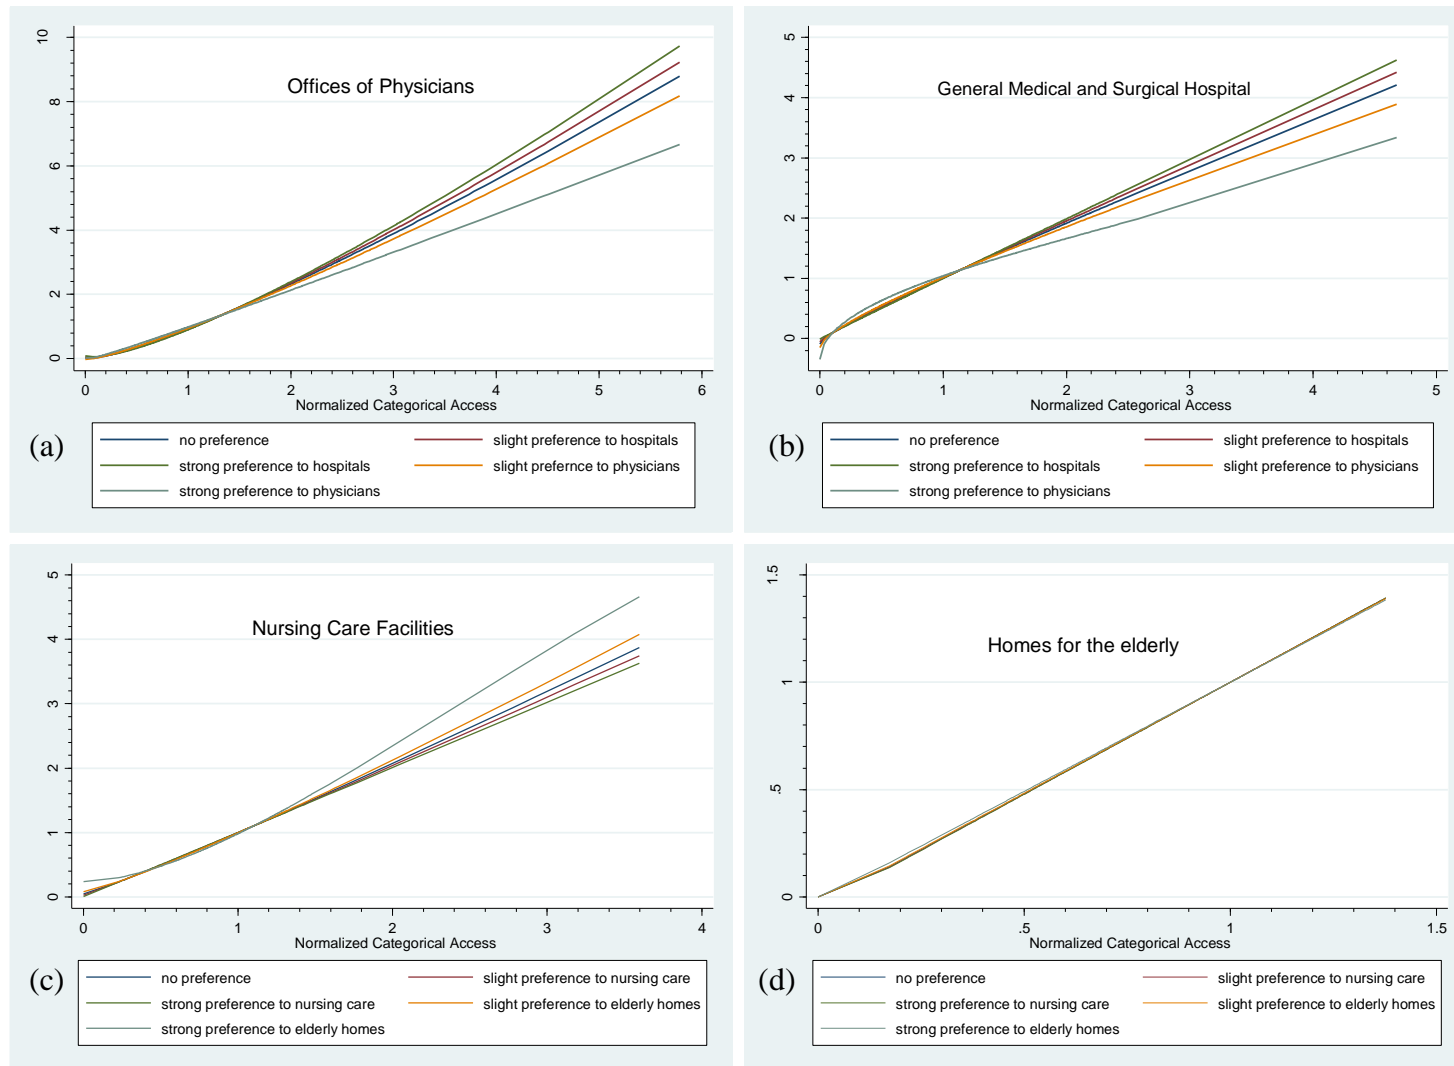 10
8
6
4
2
0
Offices of Physicians
0 1 2 3 4 5 6
Normalized Categorical Access
(a)
no preference slight preference to hospitals
strong preference to hospitals slight prefernce to physicians
strong preference to physicians
5
4
3
2
1
0
General Medical and Surgical Hospital
0 1 2 3 4 5
Normalized Categorical Access
(b)
no preference slight preference to hospitals
strong preference to hospitals slight preference to physicians
strong preference to physicians
5
4
3
2
1
0
Nursing Care Facilities
0 1 2 3 4
Normalized Categorical Access
(c)
no preference slight preference to nursing care
strong preference to nursing care slight preference to elderly homes
strong preference to elderly homes
1.5
1
.5
0
Homes for the elderly
0 .5 1 1.5
Normalized Categorical Access
(d)
no preference slight preference to nursing care
strong preference to nursing care slight preference to elderly homes
strong preference to elderly homes